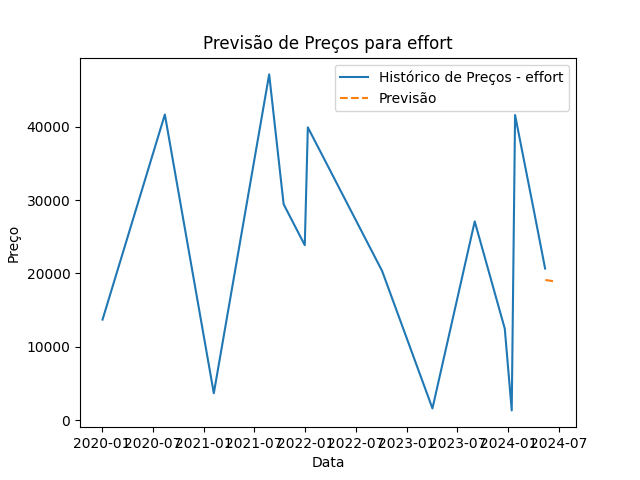 Previsão de Preços para effort
Histórico de Preços - effort
Previsão
Preço
40000
30000
20000
10000
0
2020-01 2020-07 2021-01 2021-07 2022-01 2022-07 2023-01 2023-07 2024-01 2024-07
Data